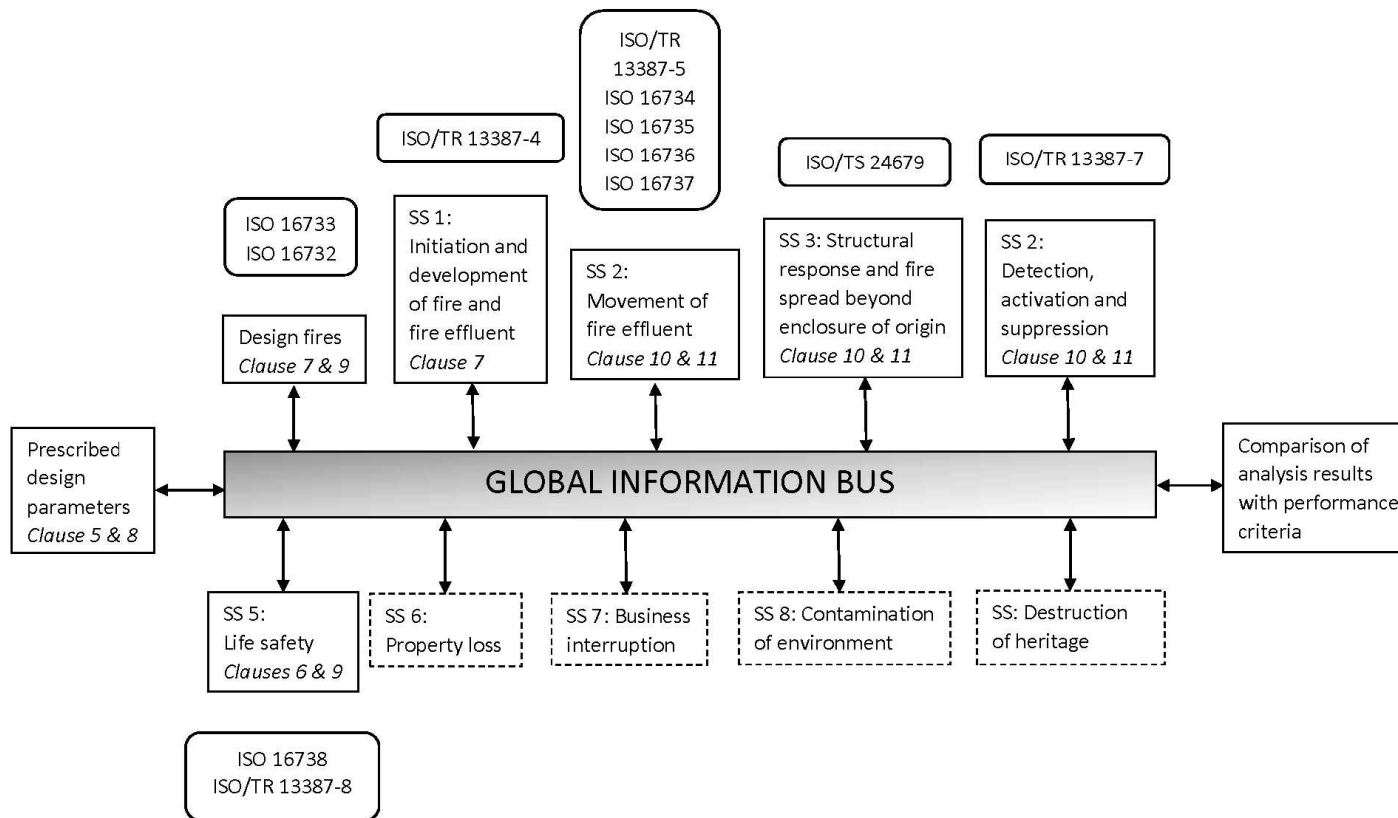 ISO/TR
13387-5
ISO 16734
ISO 16735
ISO 16736
ISO 16737
ISO/TR 13387-4
ISO/TS 24679
ISO/TR 13387-7
ISO 16733
ISO 16732
Design fires
Clause 7 & 9
SS 1:
Initiation and
development
of fire and
fire effluent
Clause 7
SS 2:
Movement of
fire effluent
Clause 10 & 11
SS 3: Structural
response and fire
spread beyond
enclosure of origin
Clause 10 & 11
SS 2:
Detection,
activation and
suppression
Clause 10 & 11
Prescribed
design
parameters
Clause 5 & 8
GLOBAL INFORMATION BUS
Comparison of
analysis results
with performance
criteria
SS 5:
Life safety
Clauses 6 & 9
SS 6:
Property loss
SS 7: Business
interruption
SS 8: Contamination
of environment
SS: Destruction
of heritage
ISO 16738
ISO/TR 13387-8